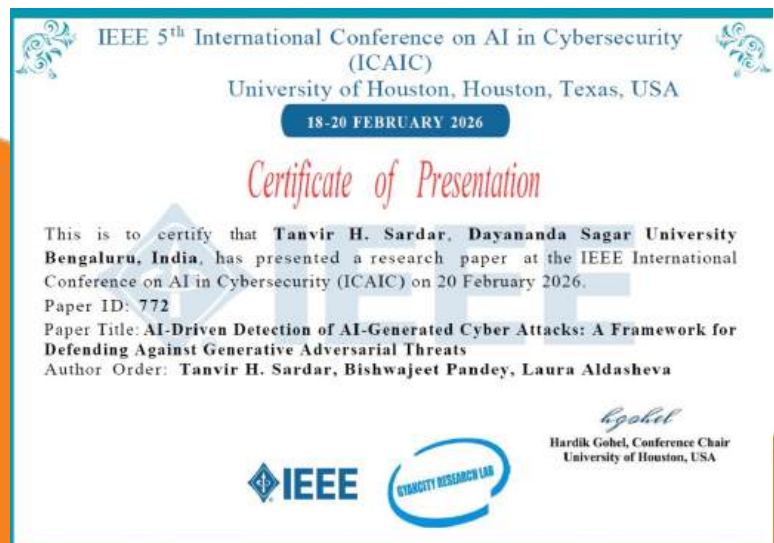 IEEE 5th International Conference on AI in Cybersecurity
(ICAIC)
University of Houston, Houston, Texas, USA
18-20 FEBRUARY 2026
Certificate of Presentation
This is to certify that Tanvir H. Sardar, Dayananda Sagar University
Bengaluru, India, has presented a research paper at the IEEE International
Conference on AI in Cybersecurity (ICAIC) on 20 February 2026.
Paper ID: 772
Paper Title: AI-Driven Detection of AI-Generated Cyber Attacks: A Framework for
Defending Against Generative Adversarial Threats
Author Order: Tanvir H. Sardar, Bishwajeet Pandey, Laura Aldasheva
hgohel
Hardik Gohel, Conference Chair
University of Houston, USA
IEEE
GYANCITY RESEARCH LAB
IEEE